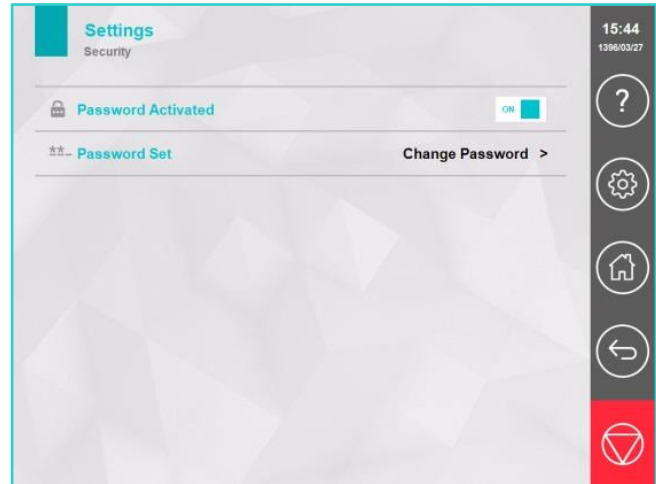 Settings
Security
15:44
1396/03/27
Password Activated
ON
**_ Password Set
Change Password >
?